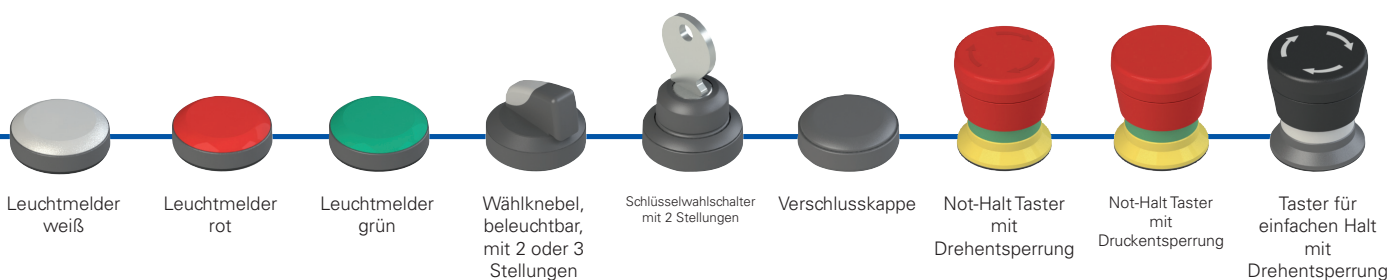 Leuchtmelder
weiß
Leuchtmelder
rot
Leuchtmelder
grün
Wählknebel,
beleuchtbar,
mit 2 oder 3
Stellungen
Schlüsselwahlschalter
mit 2 Stellungen
Verschlusskappe
Not-Halt Taster
mit
Drehentsperrung
Not-Halt Taster
mit
Druckentsperrung
Taster für
einfachen Halt
mit
Drehentsperrung